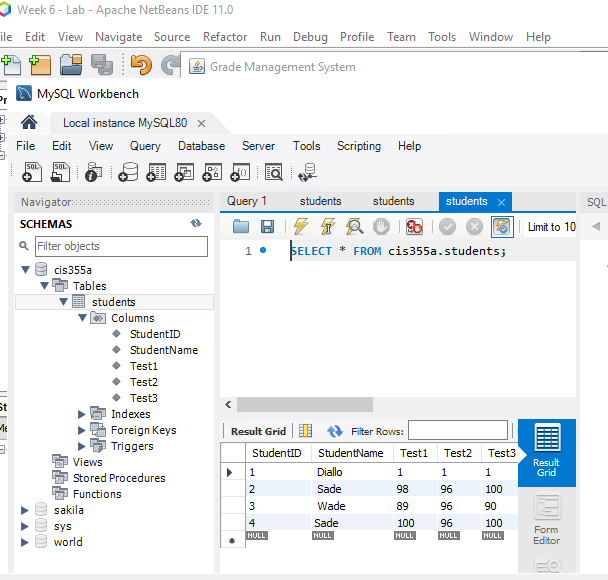 Week 6 - Lab - Apache NetBeans IDE 11.0
ile Edit View Navigate Source Refactor Run Debug Profile Team Tools Window Help
Grade Management System
MySQL Workbench
Local instance MySQL80
File Edit View Query Database Server Tools Scripting Help
Navigator
Query 1 students students students SQL
SCHEMAS
Limit to 10
Filter objects
1 SELECT * FROM cis355a.students;
cis355a
Tables
students
Columns
StudentID
StudentName
Test1
Test2
Test3
Indexes
Foreign Keys
Triggers
Views
Stored Procedures
Functions
sakila
sys
world
Result Grid Filter Rows:
StudentID StudentName Test1 Test2 Test3
1 Diallo 1 1 1
2 Sade 98 96 100
3 Wade 89 96 90
4 Sade 100 96 100
NULL NULL NULL NULL NULL
Result
Grid
Form
Editor